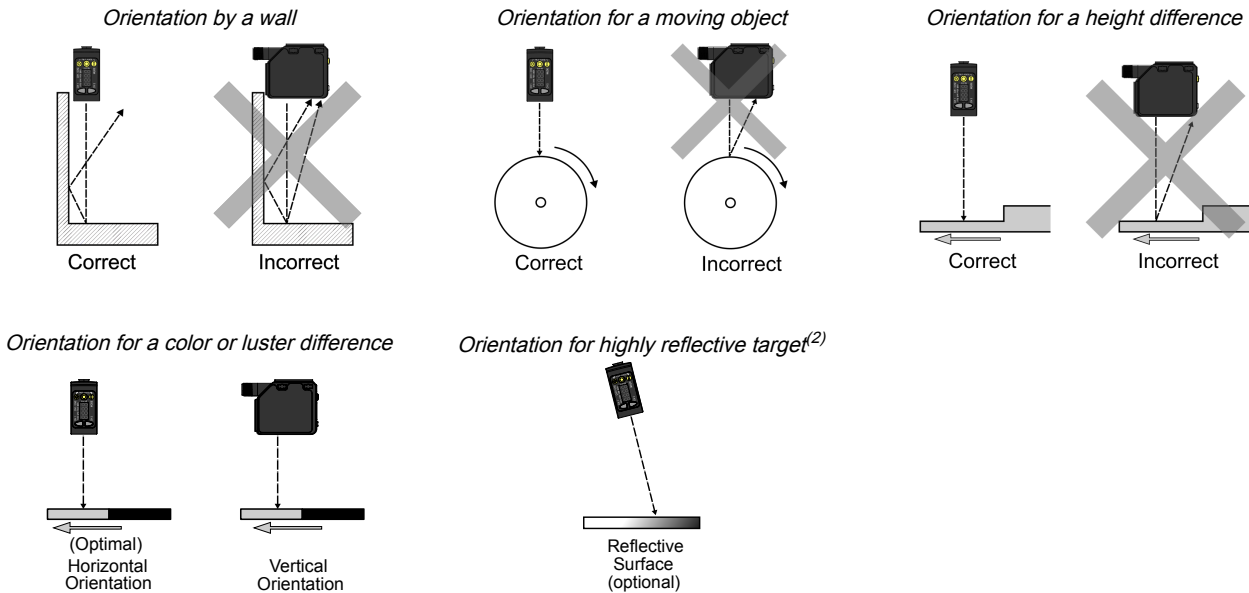 Orientation by a wall
Orientation for a moving object
Orientation for a height difference
Correct
Incorrect
Correct
Incorrect
Correct
Incorrect
Orientation for a color or luster difference
Orientation for highly reflective target(2)
(Optimal)
Horizontal
Orientation
Vertical
Orientation
Reflective
Surface
(optional)